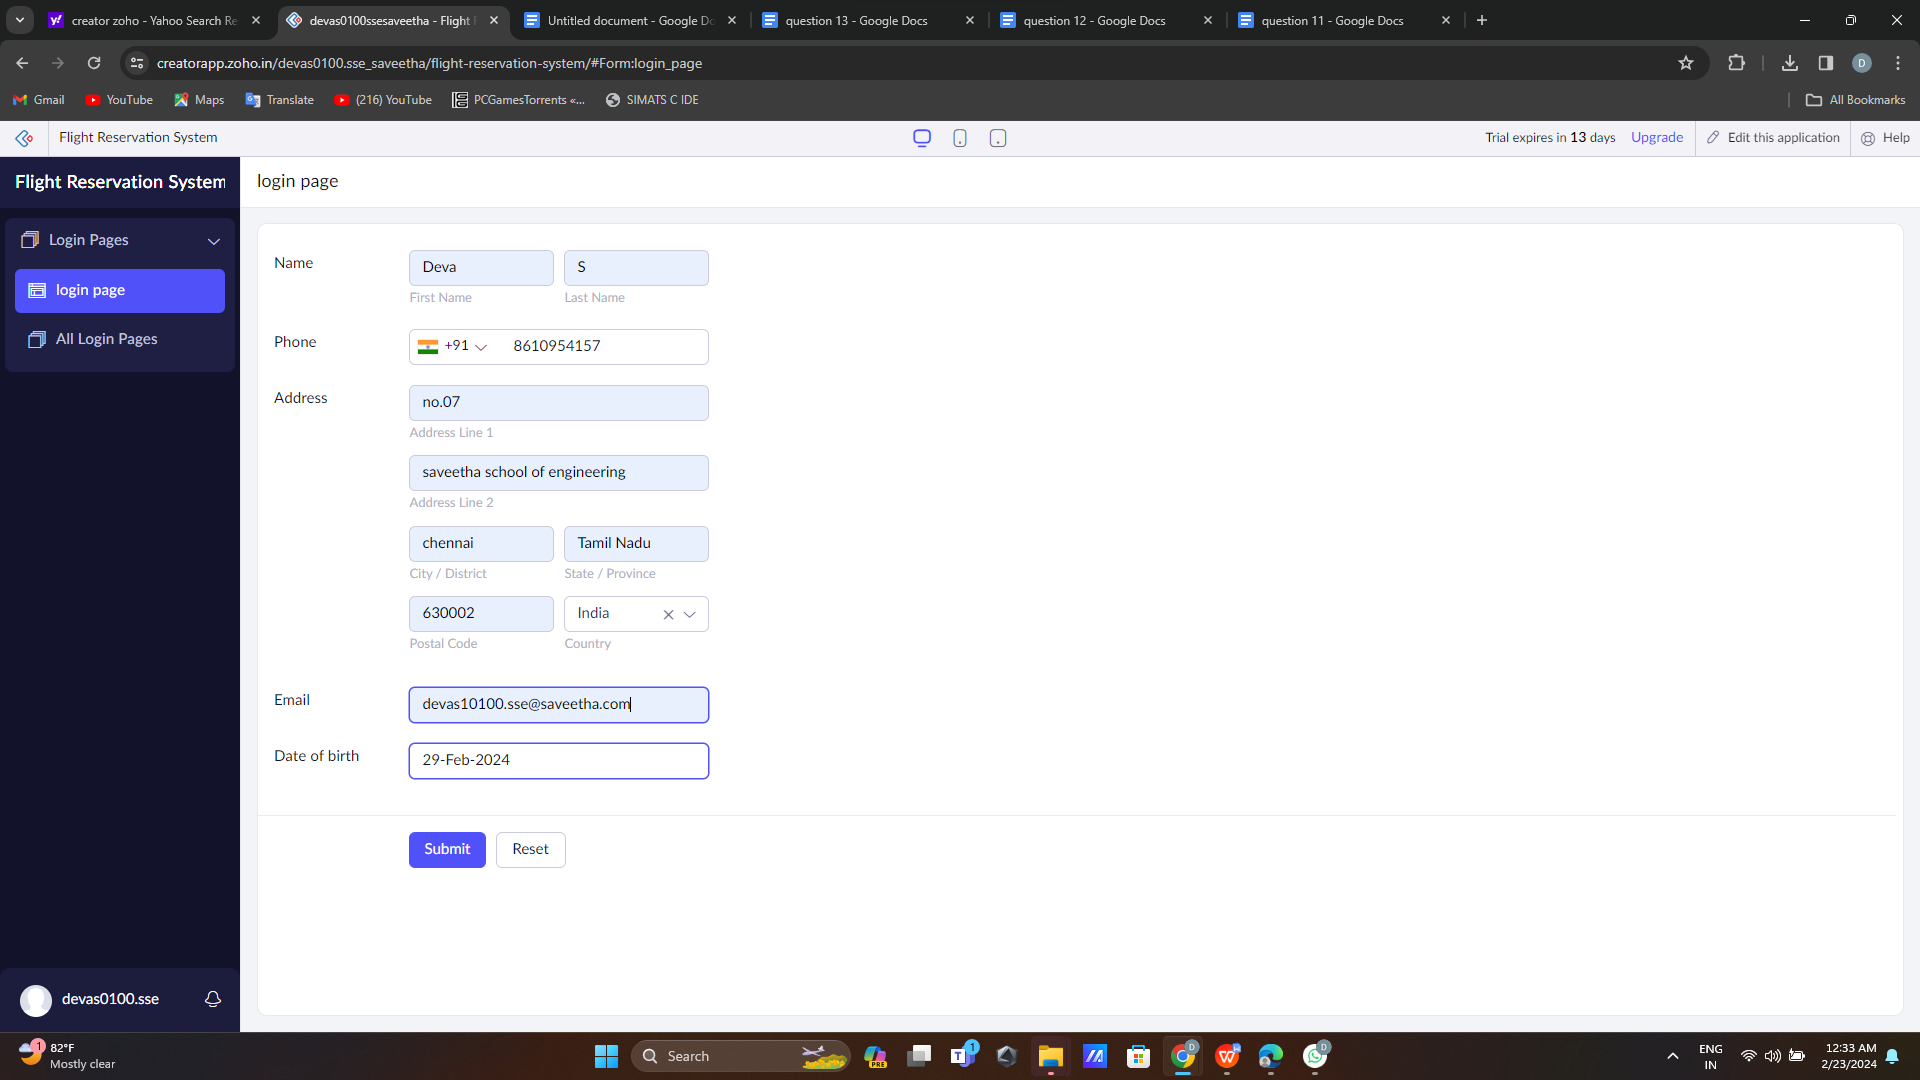 creator zoho - Yahoo Search Re
devas0100ssesaveetha - Flight
Untitled document - Google Do
question 13 - Google Docs
question 12 - Google Docs
question 11 - Google Docs
creatorapp.zoho.in/devas0100.sse_saveetha/flight-reservation-system/#Form:login_page
D
Gmail
YouTube
Maps
Translate
(216) YouTube
PCGamesTorrents «...
SIMATS C IDE
All Bookmarks
Flight Reservation System
Trial expires in 13 days
Upgrade
Edit this application
Help
Flight Reservation System
Login Pages
login page
All Login Pages
devas0100.sse
login page
Name
Deva
S
First Name
Last Name
Phone
+91
8610954157
Address
no.07
Address Line 1
saveetha school of engineering
Address Line 2
chennai
Tamil Nadu
City / District
State / Province
630002
India
Postal Code
Country
Email
devas10100.sse@saveetha.com
Date of birth
29-Feb-2024
Submit
Reset
1
82°F
Mostly clear
Search
PRE
1
D
D
ENG
IN
12:33 AM
2/23/2024